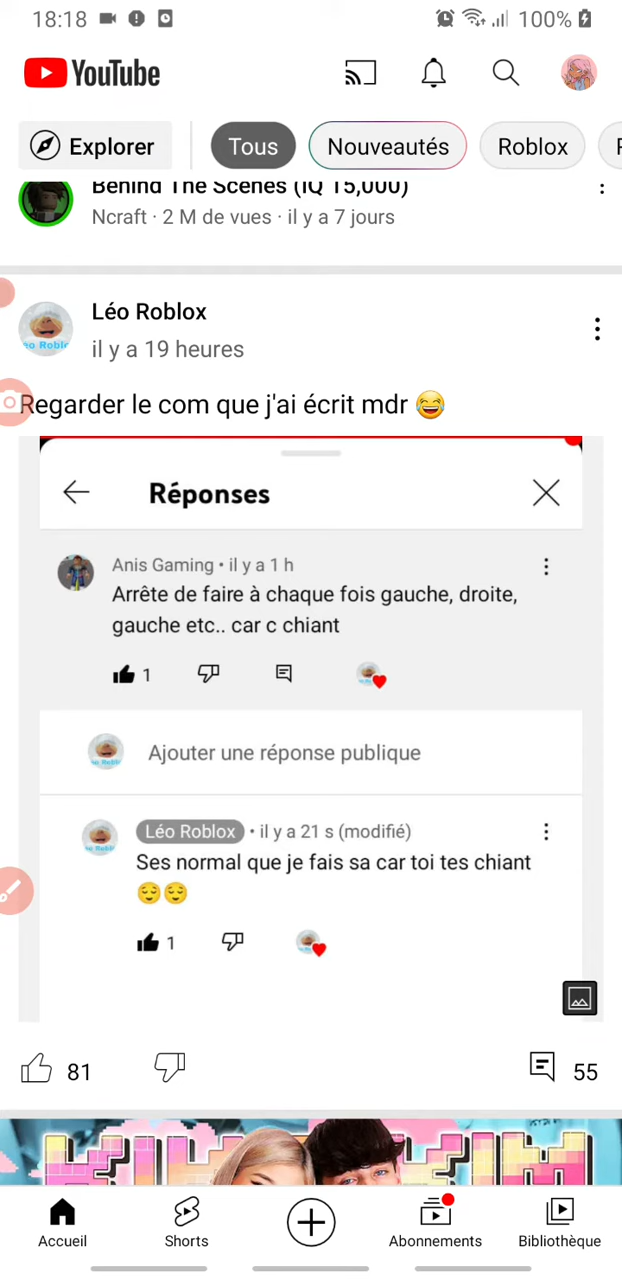 18:18 100%
YouTube
Explorer Tous Nouveautés Roblox
Behind The Scenes (IQ 15,000)
Ncraft · 2 M de vues · il y a 7 jours
Léo Roblox
il y a 19 heures
Regarder le com que j'ai écrit mdr 😂
Réponses
Anis Gaming • il y a 1 h
Arrête de faire à chaque fois gauche, droite,
gauche etc.. car c chiant
1
Ajouter une réponse publique
Léo Roblox • il y a 21 s (modifié)
Ses normal que je fais sa car toi tes chiant
😌😌
1
81 55
Accueil Shorts Abonnements Bibliothèque